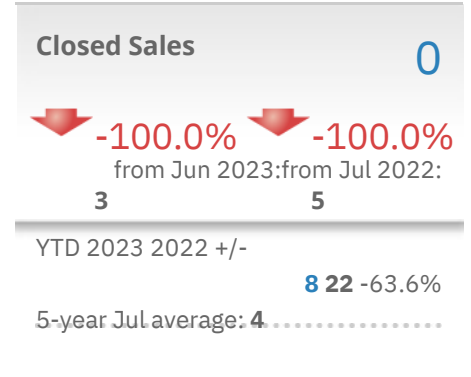 Closed Sales 0
-100.0% -100.0%
from Jun 2023:from Jul 2022:
3 5
YTD 2023 2022 +/-
8 22 -63.6%
5-year Jul average: 4